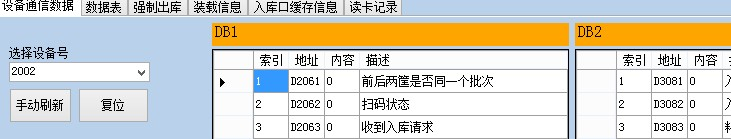 设备通信数据 数据表 强制出库 装载信息 入库口缓存信息 读卡记录
DB1 DB2
选择设备号
2002
手动刷新 复位
索引 地址 内容 描述
1 D2061 0 前后两筐是否同一个批次
2 D2062 0 扫码状态
3 D2063 0 收到入库请求
索引 地址 内容
1 D3081 0
2 D3082 0
3 D3083 0